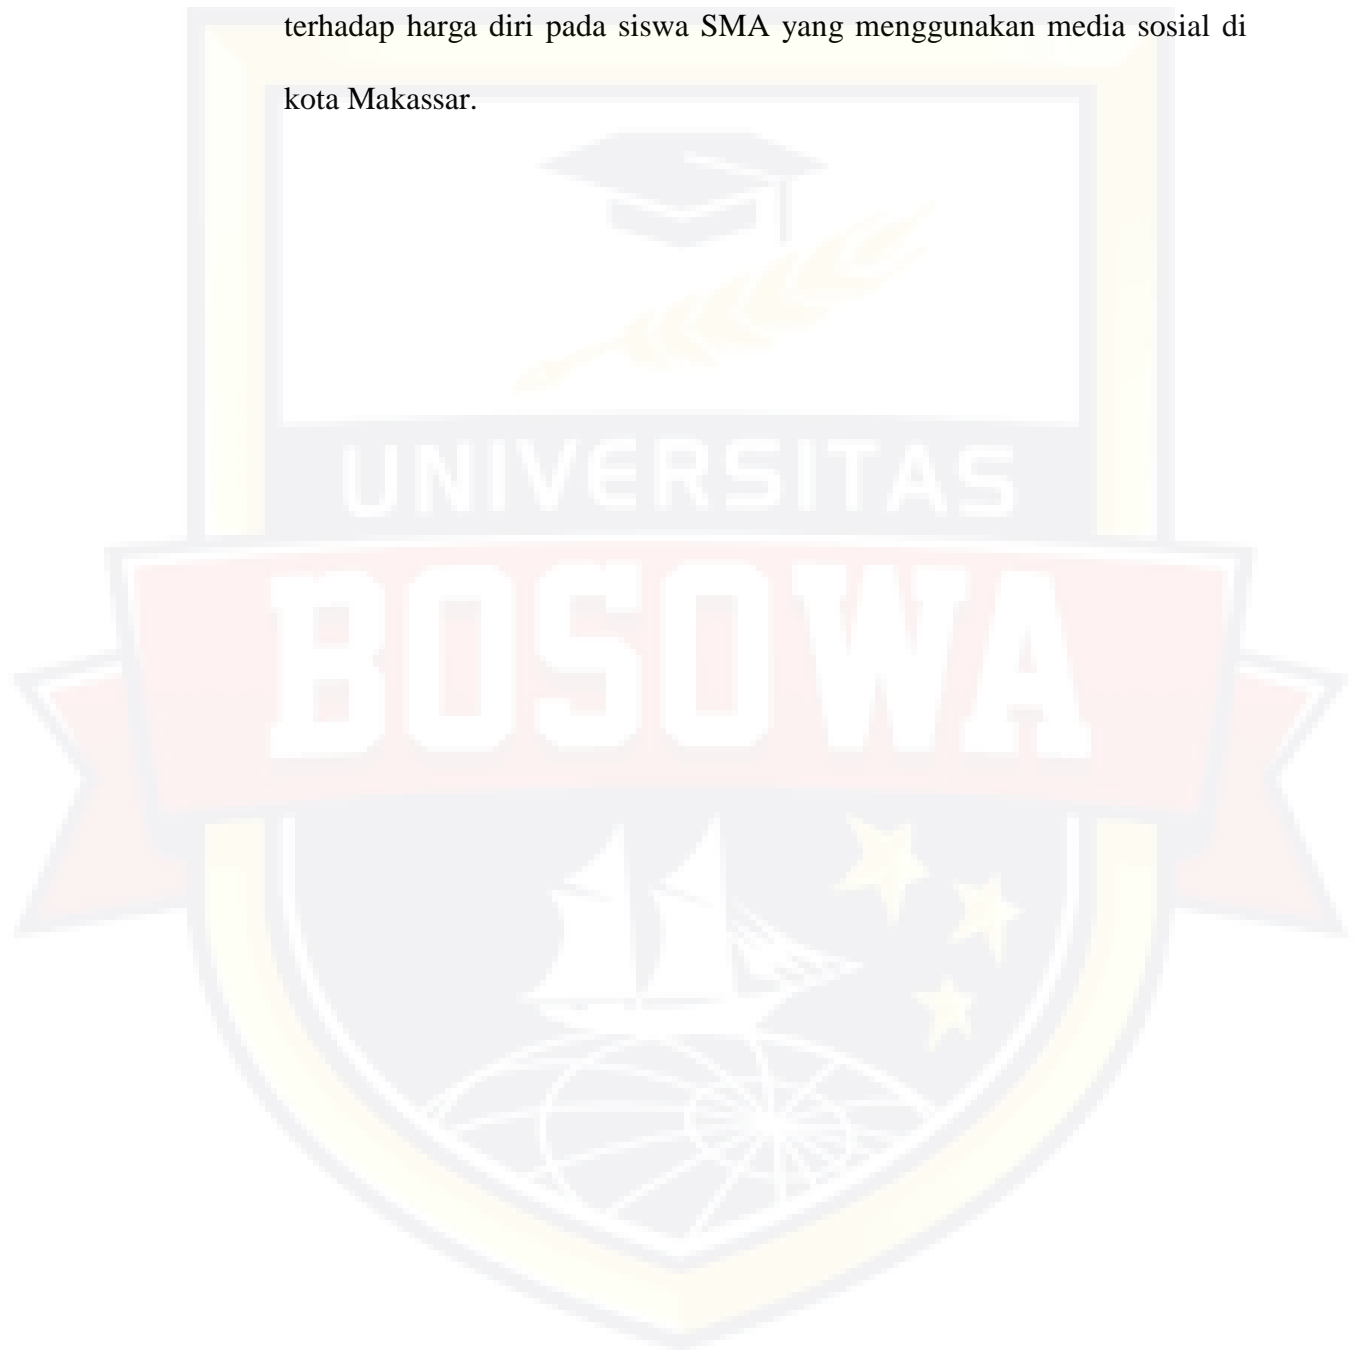 terhadap harga diri pada siswa SMA yang menggunakan media sosial di
kota Makassar.
UNIVERSITAS
BOSOWA